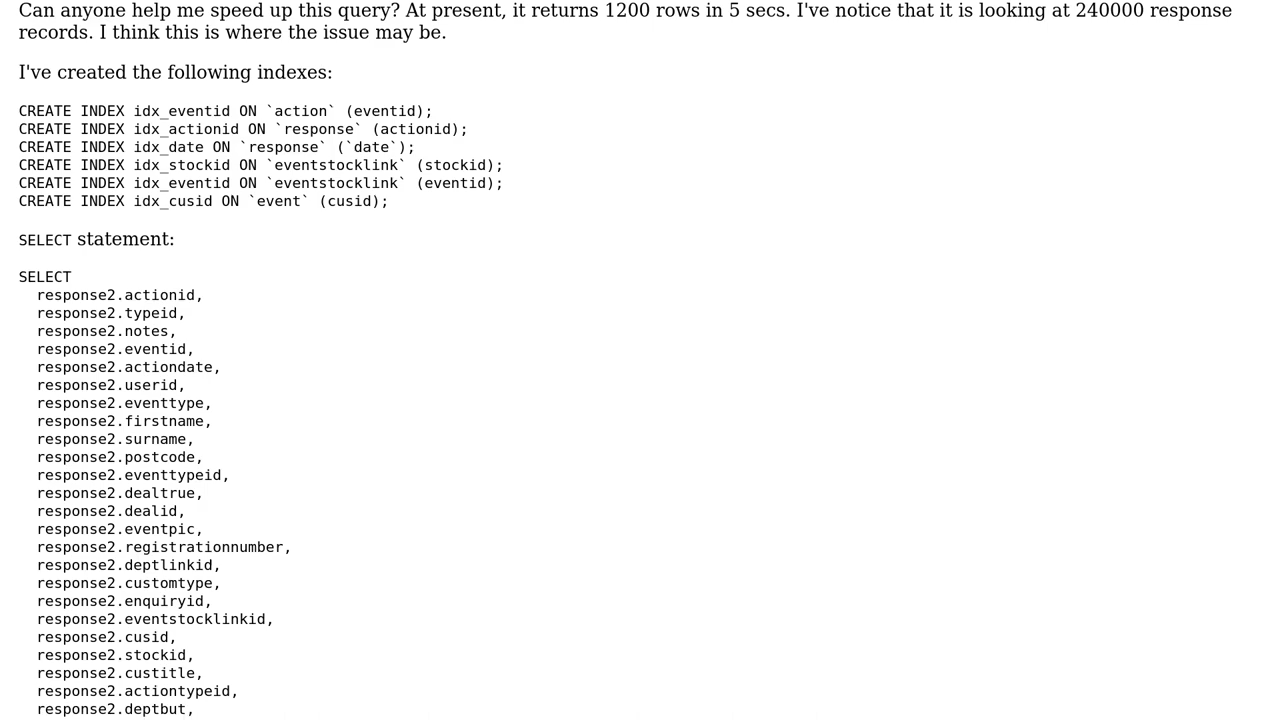 Can anyone help me speed up this query? At present, it returns 1200 rows in 5 secs. I've notice that it is looking at 240000 response
records. I think this is where the issue may be.
I've created the following indexes:
CREATE INDEX idx_eventid ON `action` (eventid);
CREATE INDEX idx_actionid ON `response` (actionid);
CREATE INDEX idx_date ON `response` (`date`);
CREATE INDEX idx_stockid ON `eventstocklink` (stockid);
CREATE INDEX idx_eventid ON `eventstocklink` (eventid);
CREATE INDEX idx_cusid ON `event` (cusid);
SELECT statement:
SELECT
response2.actionid,
response2.typeid,
response2.notes,
response2.eventid,
response2.actiondate,
response2.userid,
response2.eventtype,
response2.firstname,
response2.surname,
response2.postcode,
response2.eventtypeid,
response2.dealtrue,
response2.dealid,
response2.eventpic,
response2.registrationnumber,
response2.deptlinkid,
response2.customtype,
response2.enquiryid,
response2.eventstocklinkid,
response2.cusid,
response2.stockid,
response2.custitle,
response2.actiontypeid,
response2.deptbut,